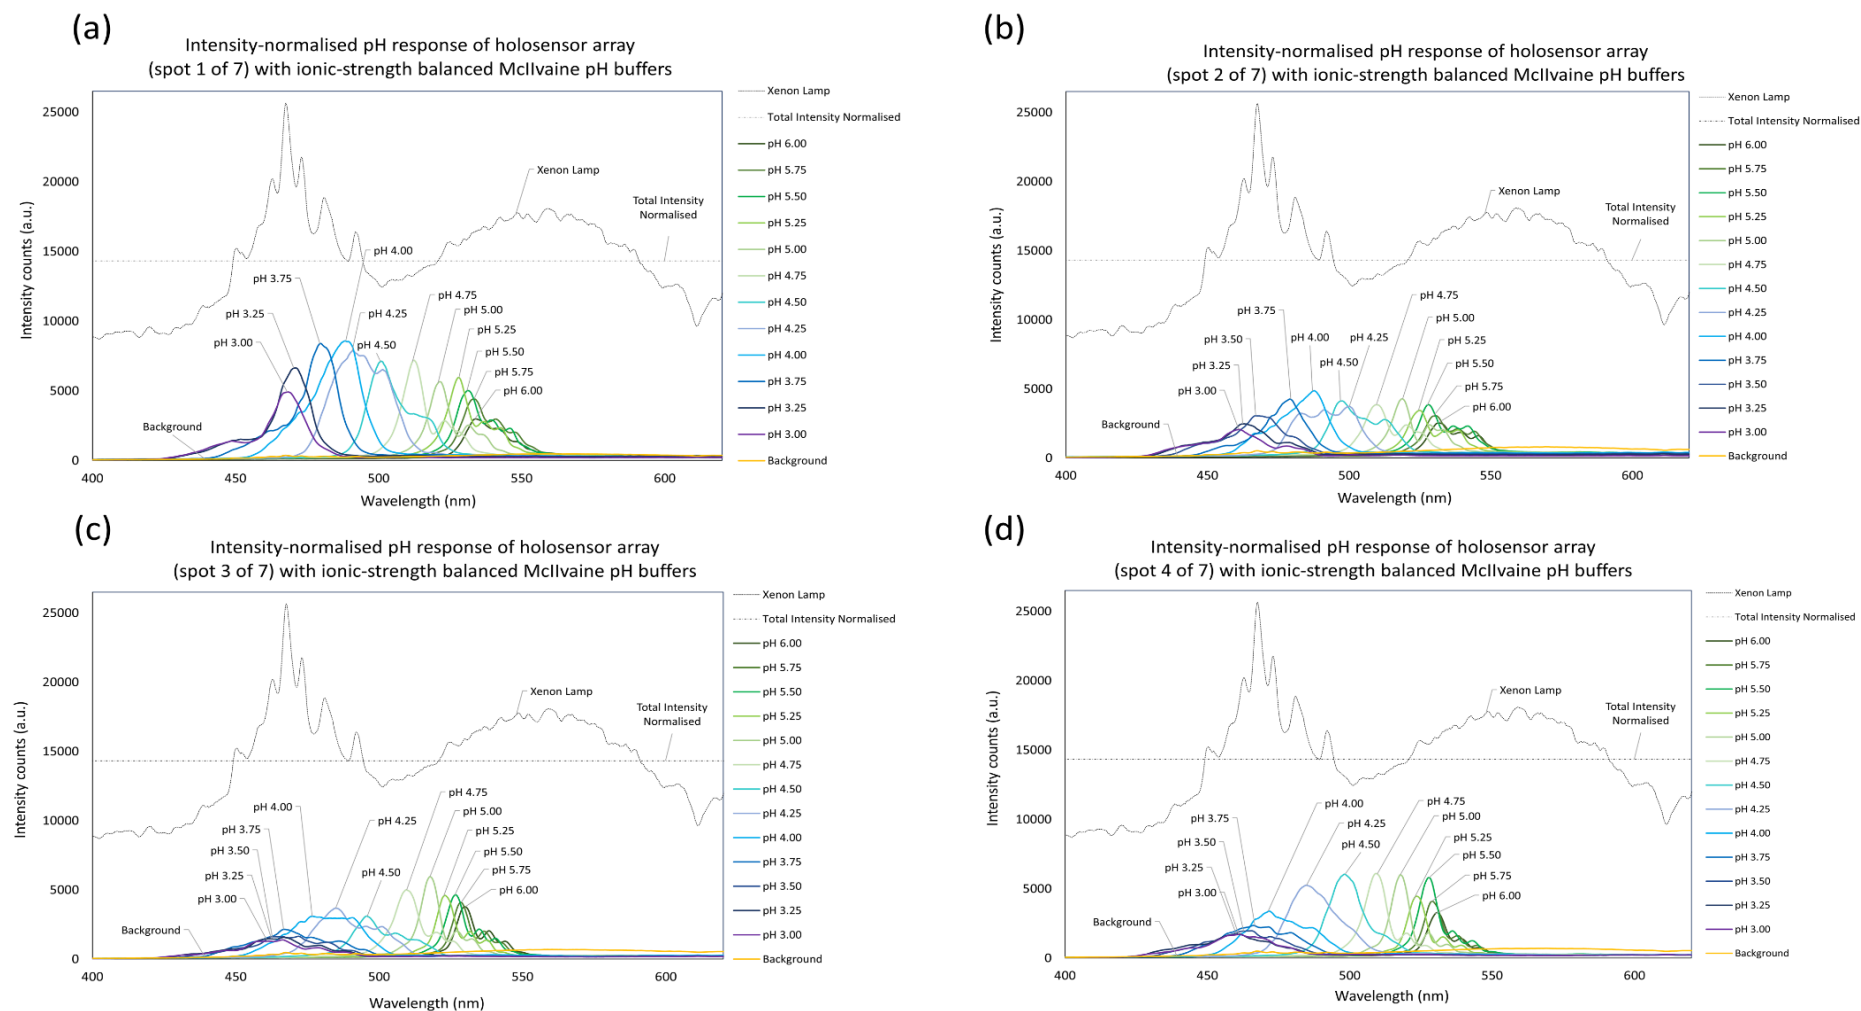 (a)
Intensity-normalised pH response of holosensor array
(spot 1 of 7) with ionic-strength balanced McIlvaine pH buffers
Intensity counts (a.u.)
25000
20000
15000
10000
5000
0
400
450
500
550
600
Wavelength (nm)
Xenon Lamp
Total Intensity
Normalised
pH 4.00
pH 3.75
pH 4.75
pH 5.00
pH 3.25
pH 4.25
pH 5.25
pH 3.00
pH 4.50
pH 5.50
pH 5.75
pH 6.00
Background
Xenon Lamp
Total Intensity Normalised
pH 6.00
pH 5.75
pH 5.50
pH 5.25
pH 5.00
pH 4.75
pH 4.50
pH 4.25
pH 4.00
pH 3.75
pH 3.25
pH 3.00
Background
(b)
Intensity-normalised pH response of holosensor array
(spot 2 of 7) with ionic-strength balanced McIlvaine pH buffers
Intensity counts (a.u.)
25000
20000
15000
10000
5000
0
400
450
500
550
600
Wavelength (nm)
Xenon Lamp
Total Intensity
Normalised
pH 4.75
pH 3.75
pH 5.00
pH 3.50
pH 4.00
pH 4.25
pH 5.25
pH 3.25
pH 4.50
pH 5.50
pH 3.00
pH 5.75
pH 6.00
Background
Xenon Lamp
Total Intensity Normalised
pH 6.00
pH 5.75
pH 5.50
pH 5.25
pH 5.00
pH 4.75
pH 4.50
pH 4.25
pH 4.00
pH 3.75
pH 3.50
pH 3.25
pH 3.00
Background
(c)
Intensity-normalised pH response of holosensor array
(spot 3 of 7) with ionic-strength balanced McIlvaine pH buffers
Intensity counts (a.u.)
25000
20000
15000
10000
5000
0
400
450
500
550
600
Wavelength (nm)
Xenon Lamp
Total Intensity
Normalised
pH 4.75
pH 4.00
pH 5.00
pH 4.25
pH 3.75
pH 5.25
pH 3.50
pH 5.50
pH 3.25
pH 4.50
pH 5.75
pH 3.00
pH 6.00
Background
Xenon Lamp
Total Intensity Normalised
pH 6.00
pH 5.75
pH 5.50
pH 5.25
pH 5.00
pH 4.75
pH 4.50
pH 4.25
pH 4.00
pH 3.75
pH 3.50
pH 3.25
pH 3.00
Background
(d)
Intensity-normalised pH response of holosensor array
(spot 4 of 7) with ionic-strength balanced McIlvaine pH buffers
Intensity counts (a.u.)
25000
20000
15000
10000
5000
0
400
450
500
550
600
Wavelength (nm)
Xenon Lamp
Total Intensity
Normalised
pH 4.75
pH 4.00
pH 5.00
pH 3.75
pH 4.25
pH 5.25
pH 3.50
pH 4.50
pH 5.50
pH 3.25
pH 5.75
pH 3.00
pH 6.00
Background
Xenon Lamp
Total Intensity Normalised
pH 6.00
pH 5.75
pH 5.50
pH 5.25
pH 5.00
pH 4.75
pH 4.50
pH 4.25
pH 4.00
pH 3.75
pH 3.50
pH 3.25
pH 3.00
Background